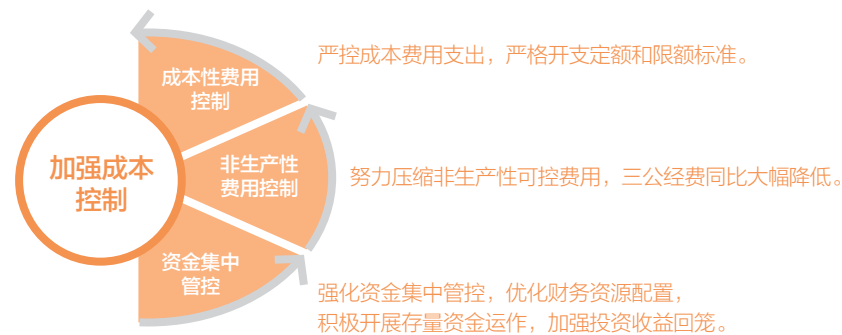 加强成本
控制
成本性费用
控制
严控成本费用支出，严格开支定额和限额标准。
非生产性
费用控制
努力压缩非生产性可控费用，三公经费同比大幅降低。
资金集中
管控
强化资金集中管控，优化财务资源配置，
积极开展存量资金运作，加强投资收益回笼。